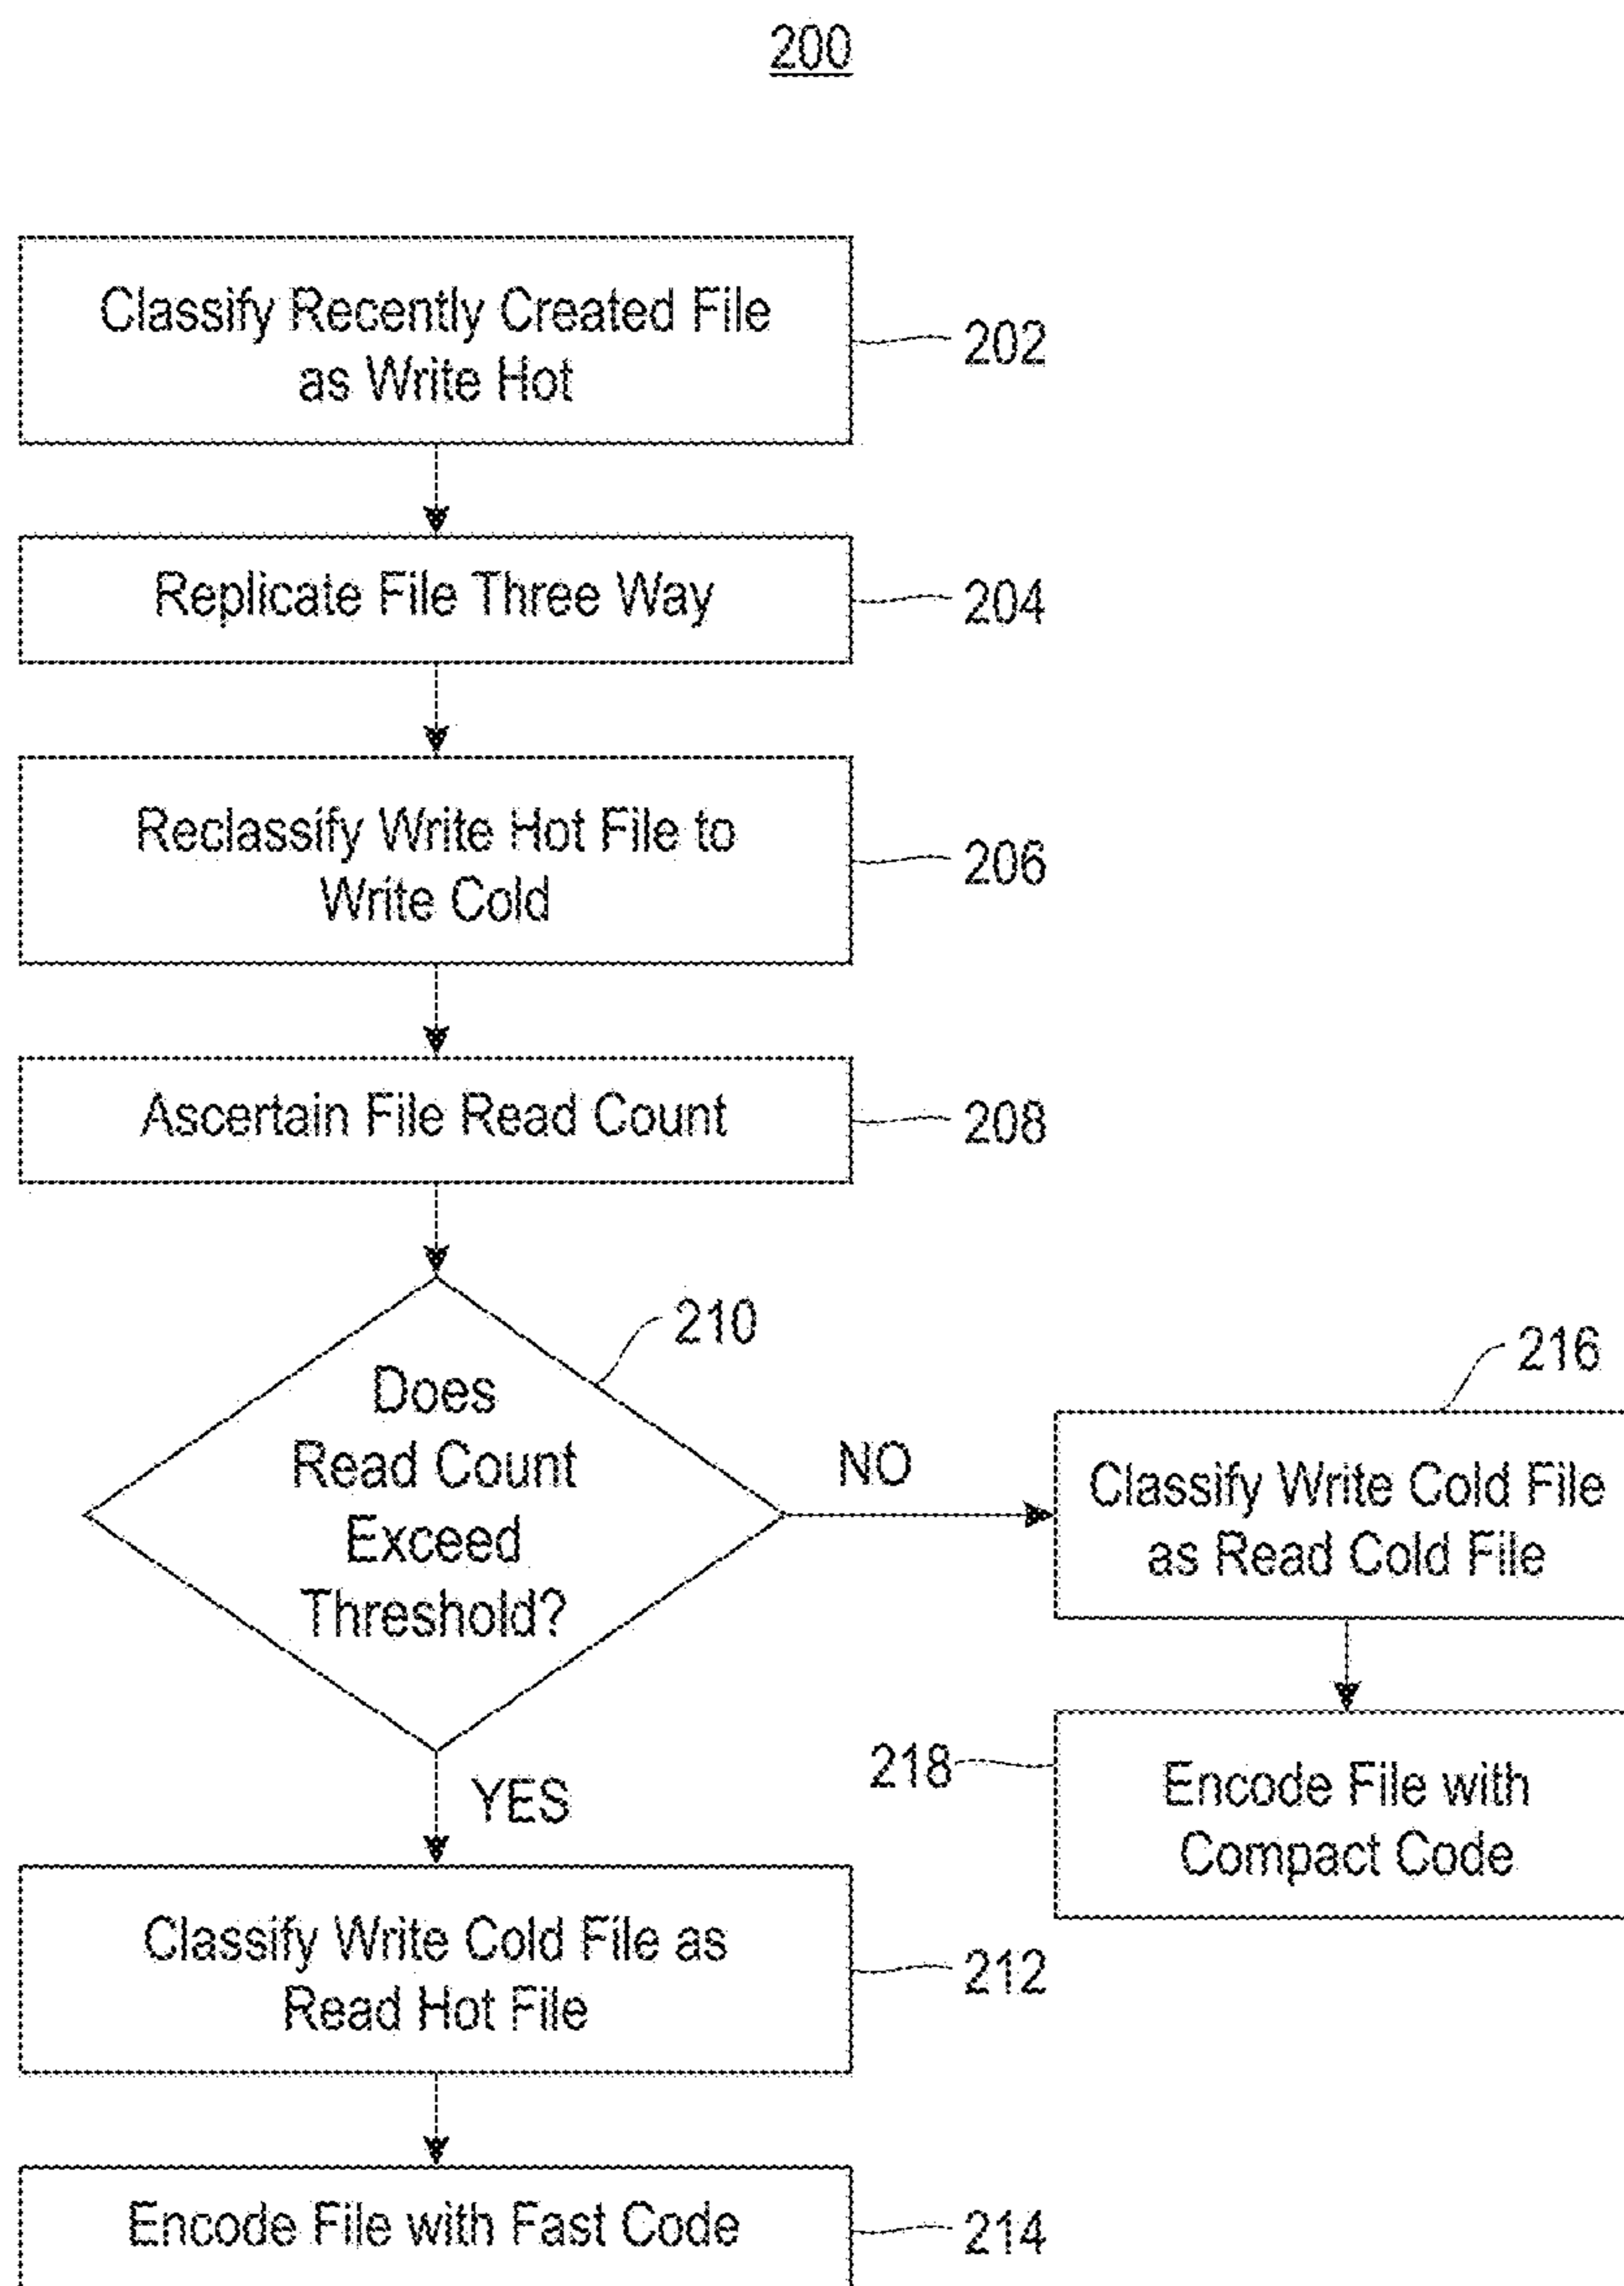 200
Classify Recently Created File
as Write Hot
202
Replicate File Three Way
204
Reclassify Write Hot File to
Write Cold
206
Ascertain File Read Count
208
210
Does
Read Count
Exceed
Threshold?
NO
216
Classify Write Cold File
as Read Cold File
218
Encode File with
Compact Code
YES
Classify Write Cold File as
Read Hot File
212
Encode File with Fast Code
214